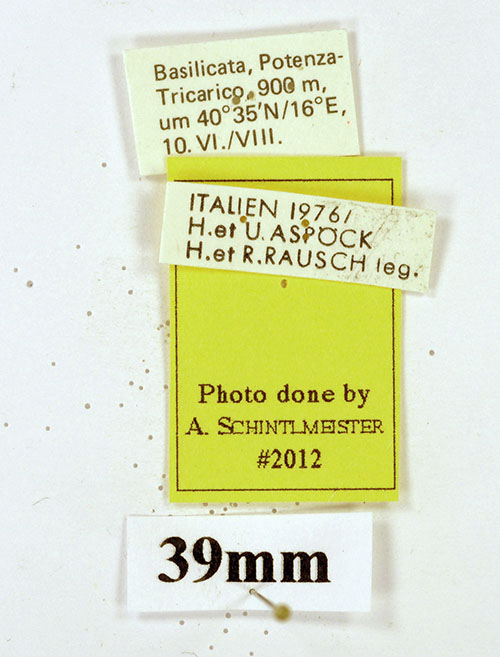 Basilicata, Potenza-
Tricarico, 900 m,
um 40°35'N/16°E,
10. VI./VIII.
ITALIEN 1976/
H.et U.ASPÖCK
H.et R.RAUSCH leg.
Photo done by
A. SCHINTLMEISTER
#2012
39mm